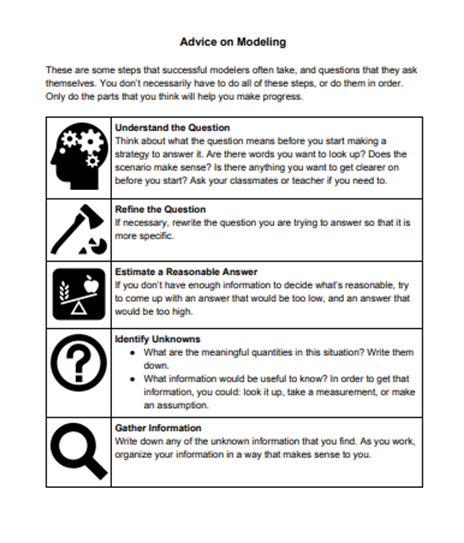 Advice on Modeling
These are some steps that successful modelers often take, and questions that they ask
themselves. You don't necessarily have to do all of these steps, or do them in order.
Only do the parts that you think will help you make progress.
Understand the Question
Think about what the question means before you start making a
strategy to answer it. Are there words you want to look up? Does the
scenario make sense? Is there anything you want to get clearer on
before you start? Ask your classmates or teacher if you need to.
Refine the Question
If necessary, rewrite the question you are trying to answer so that it is
more specific.
Estimate a Reasonable Answer
If you don't have enough information to decide what's reasonable, try
to come up with an answer that would be too low, and an answer that
would be too high.
Identify Unknowns
● What are the meaningful quantities in this situation? Write them
down.
● What information would be useful to know? In order to get that
information, you could: look it up, take a measurement, or make
an assumption.
Gather Information
Write down any of the unknown information that you find. As you work,
organize your information in a way that makes sense to you.